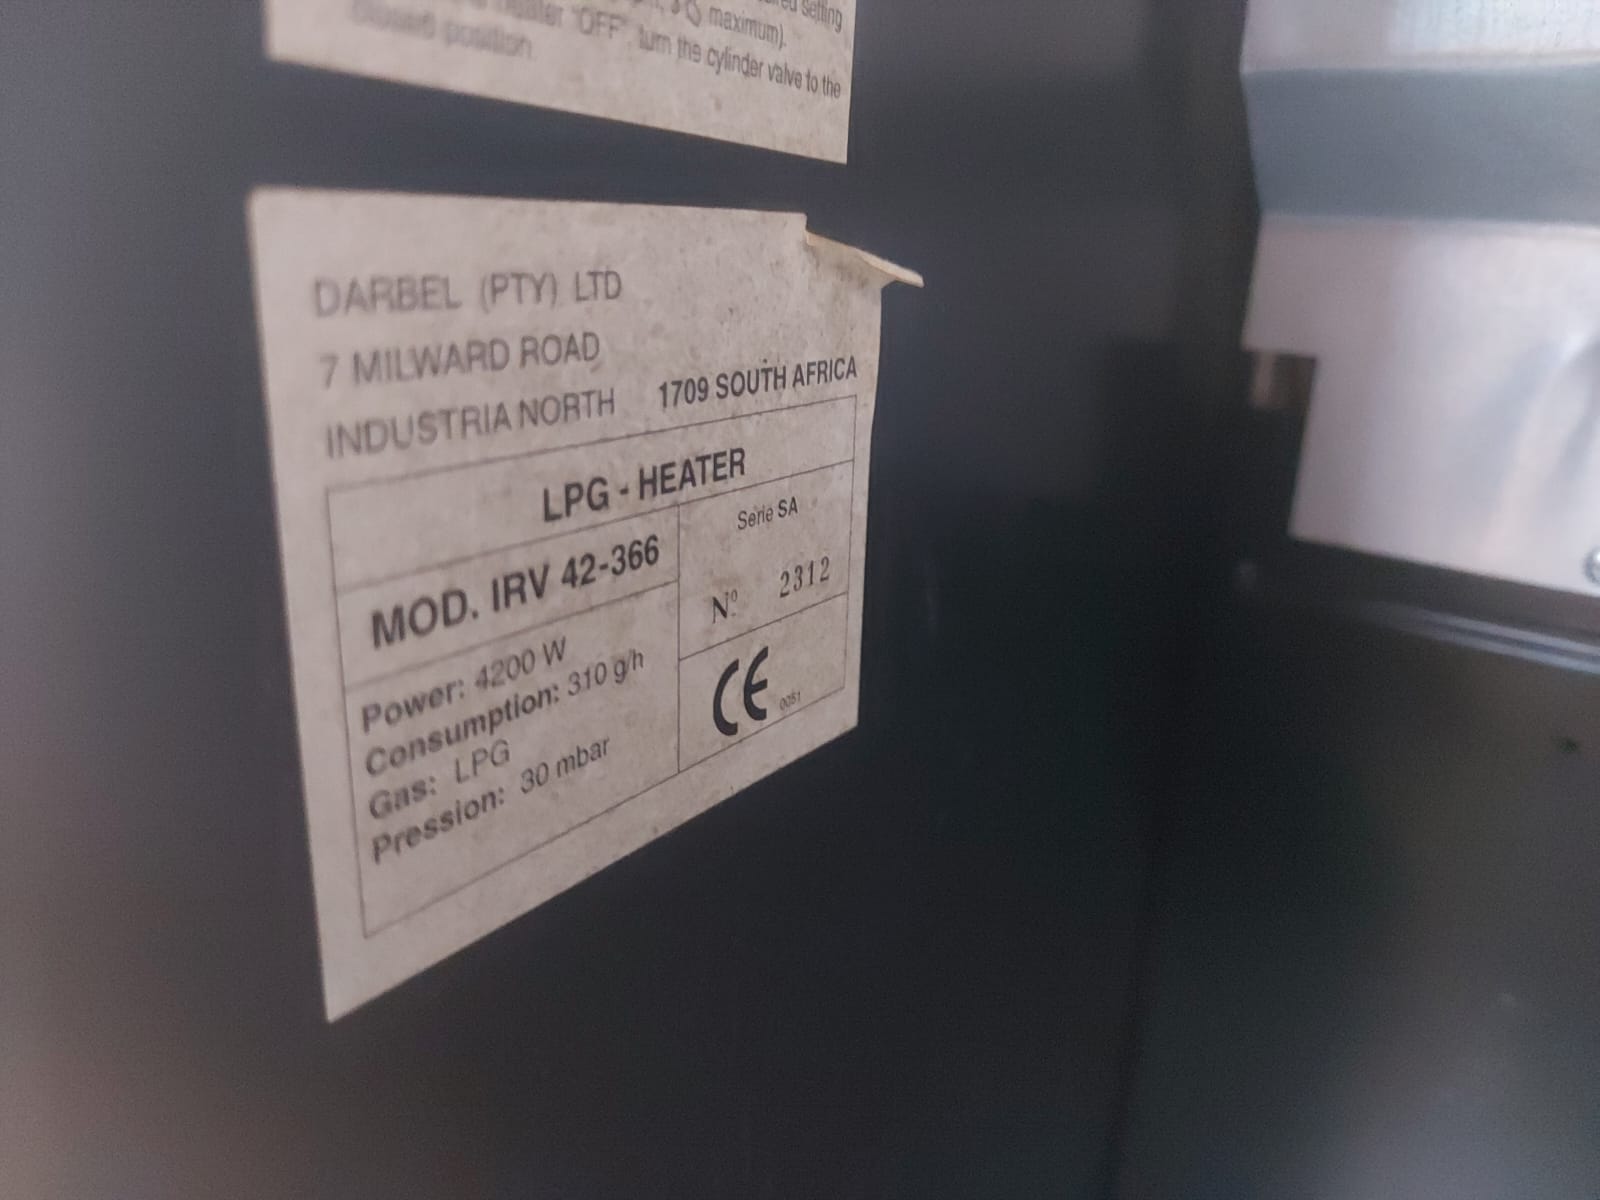 setting
maximum).
"OFF", turn the cylinder valve to the
position.
DARBEL (PTY) LTD
7 MILWARD ROAD
INDUSTRIA NORTH 1709 SOUTH AFRICA
LPG - HEATER
MOD. IRV 42-366
Serie SA
Nº 2312
Power: 4200 W
Consumption: 310 g/h
Gas: LPG
Pression: 30 mbar
CE 0051